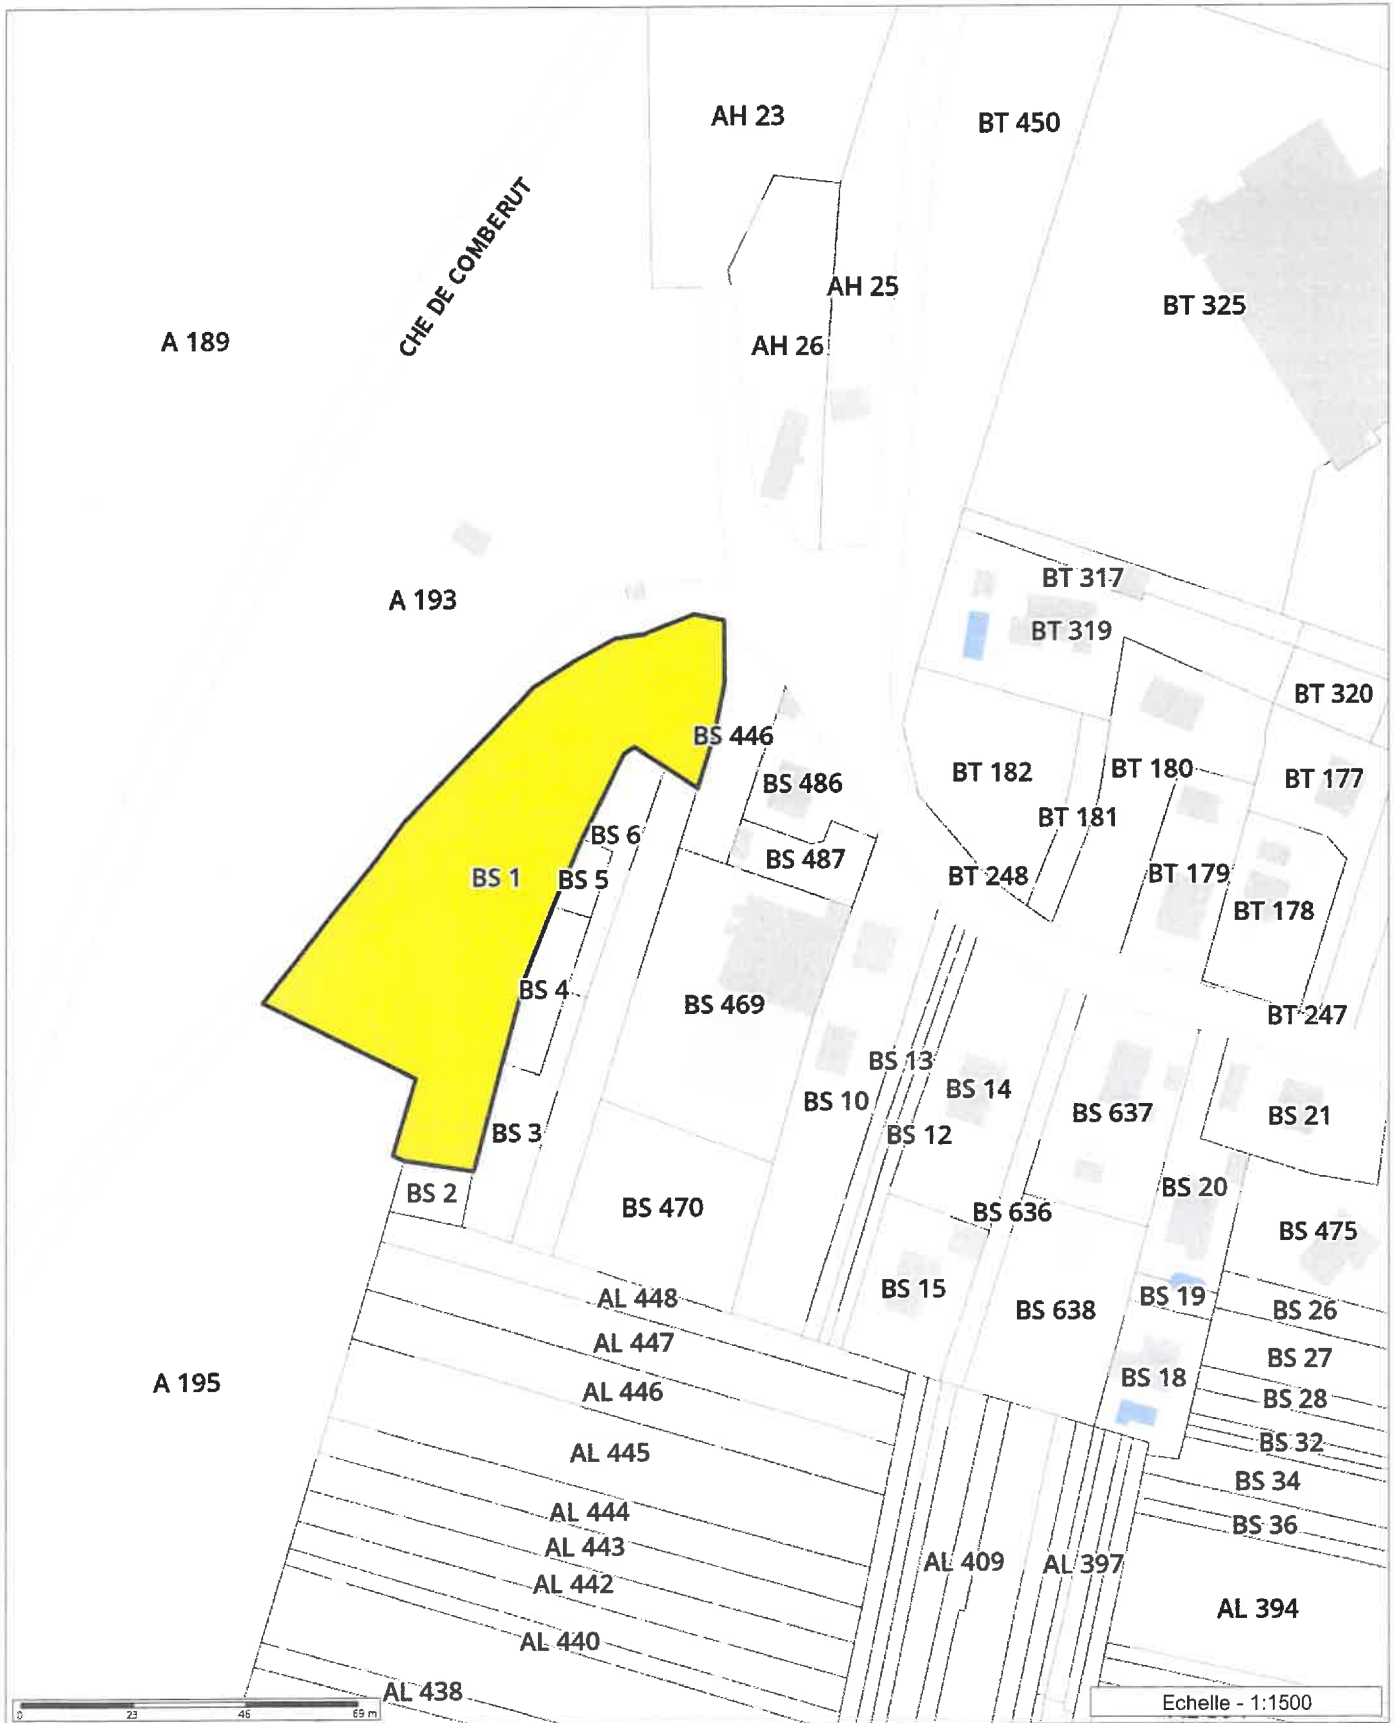 AH 23
BT 450
CHE DE COMBERUT
AH 25
BT 325
A 189
AH 26
BT 317
A 193
BT 319
BT 320
BS 446
BT 182
BT 180
BT 177
BS 486
BT 181
BS 6
BS 487
BS 1
BS 5
BT 248
BT 179
BT 178
BS 4
BS 469
BT 247
BS 13
BS 14
BS 10
BS 637
BS 21
BS 3
BS 12
BS 2
BS 20
BS 470
BS 636
BS 475
BS 15
AL 448
BS 19
BS 638
BS 26
AL 447
BS 27
A 195
AL 446
BS 18
BS 28
AL 445
BS 32
BS 34
AL 444
BS 36
AL 443
AL 409
AL 397
AL 442
AL 394
AL 440
AL 438
0 23 46 69 m
Echelle - 1:1500